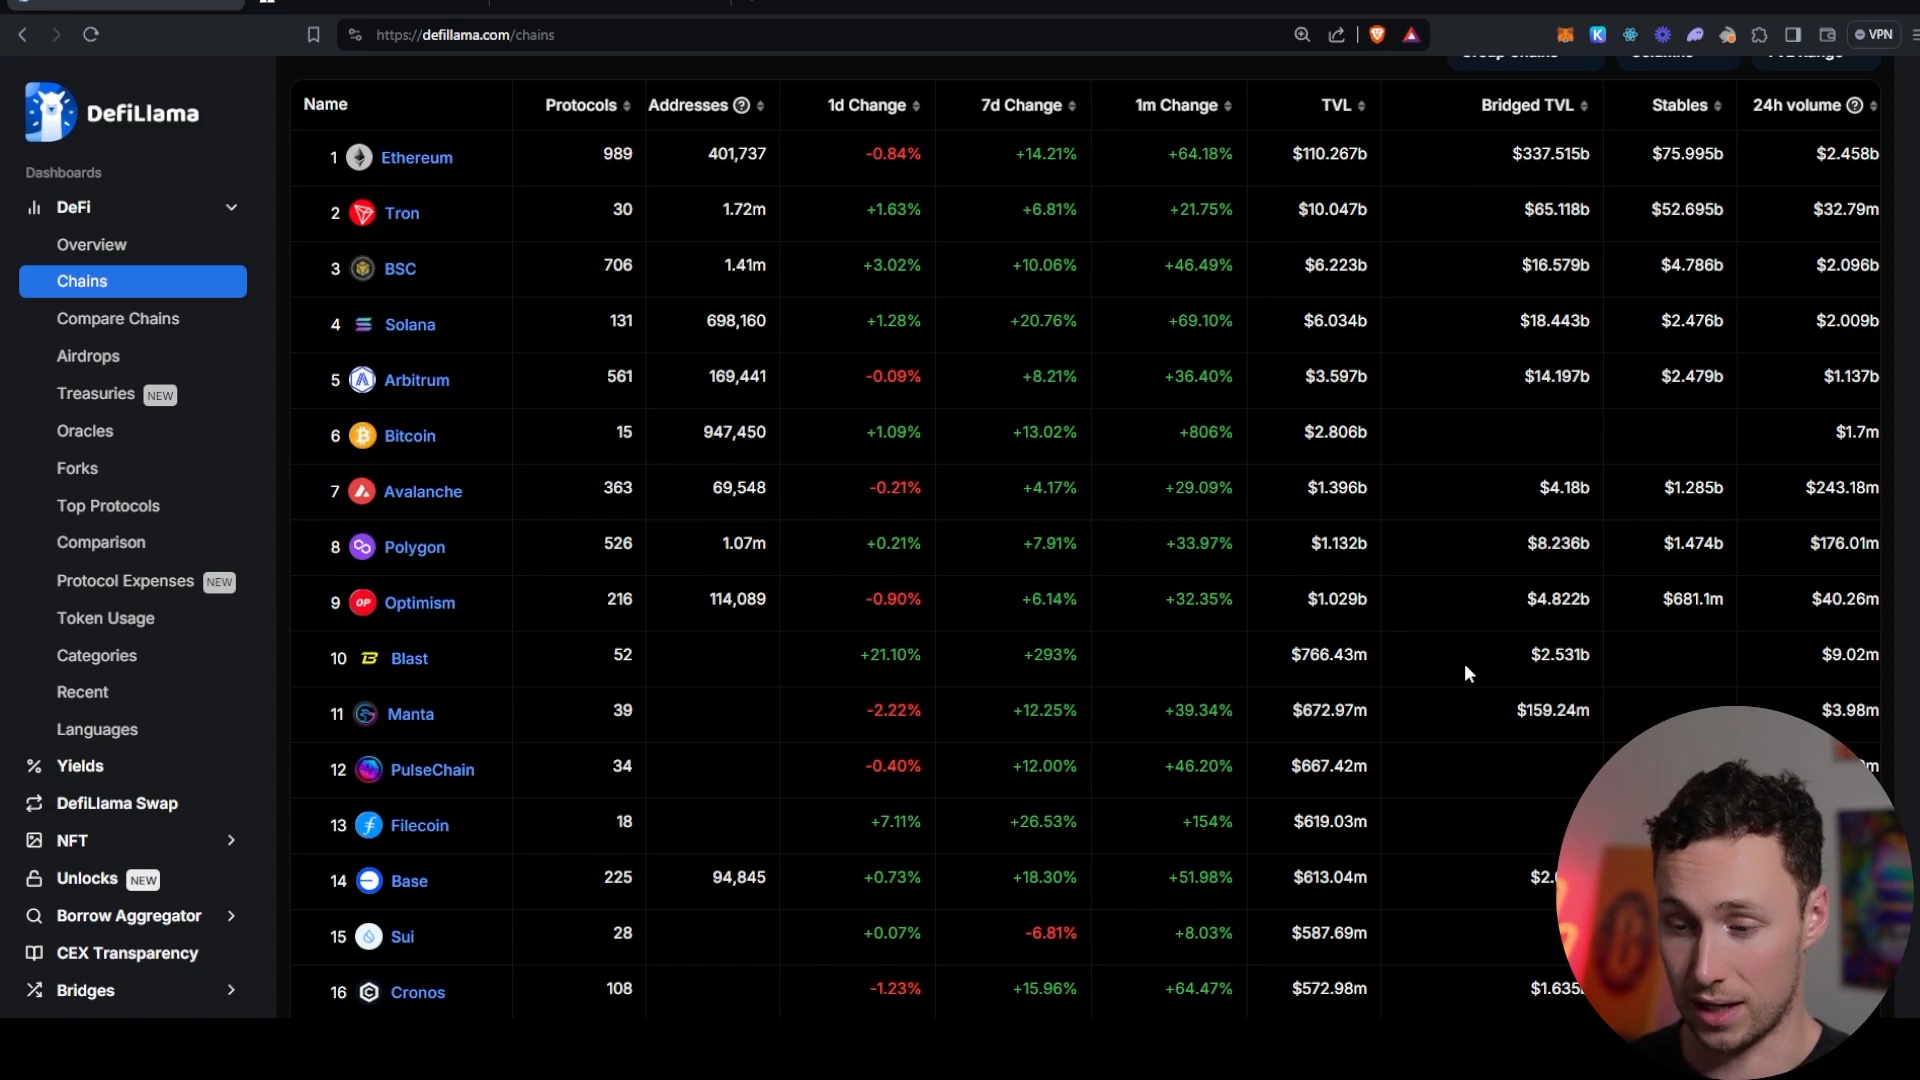 https://defillama.com/chains
VPN
DefiLlama
Dashboards
DeFi
Overview
Chains
Compare Chains
Airdrops
Treasuries NEW
Oracles
Forks
Top Protocols
Comparison
Protocol Expenses NEW
Token Usage
Categories
Recent
Languages
Yields
DefiLlama Swap
NFT
Unlocks NEW
Borrow Aggregator
CEX Transparency
Bridges
Name Protocols Addresses ? 1d Change 7d Change 1m Change TVL Bridged TVL Stables 24h volume ?
1 Ethereum 989 401,737 -0.84% +14.21% +64.18% $110.267b $337.515b $75.995b $2.458b
2 Tron 30 1.72m +1.63% +6.81% +21.75% $10.047b $65.118b $52.695b $32.79m
3 BSC 706 1.41m +3.02% +10.06% +46.49% $6.223b $16.579b $4.786b $2.096b
4 Solana 131 698,160 +1.28% +20.76% +69.10% $6.034b $18.443b $2.476b $2.009b
5 Arbitrum 561 169,441 -0.09% +8.21% +36.40% $3.597b $14.197b $2.479b $1.137b
6 Bitcoin 15 947,450 +1.09% +13.02% +806% $2.806b $1.7m
7 Avalanche 363 69,548 -0.21% +4.17% +29.09% $1.396b $4.18b $1.285b $243.18m
8 Polygon 526 1.07m +0.21% +7.91% +33.97% $1.132b $8.236b $1.474b $176.01m
9 OP Optimism 216 114,089 -0.90% +6.14% +32.35% $1.029b $4.822b $681.1m $40.26m
10 Blast 52 +21.10% +293% $766.43m $2.531b $9.02m
11 Manta 39 -2.22% +12.25% +39.34% $672.97m $159.24m $3.98m
12 PulseChain 34 -0.40% +12.00% +46.20% $667.42m
13 Filecoin 18 +7.11% +26.53% +154% $619.03m
14 Base 225 94,845 +0.73% +18.30% +51.98% $613.04m
15 Sui 28 +0.07% -6.81% +8.03% $587.69m
16 Cronos 108 -1.23% +15.96% +64.47% $572.98m $1.635